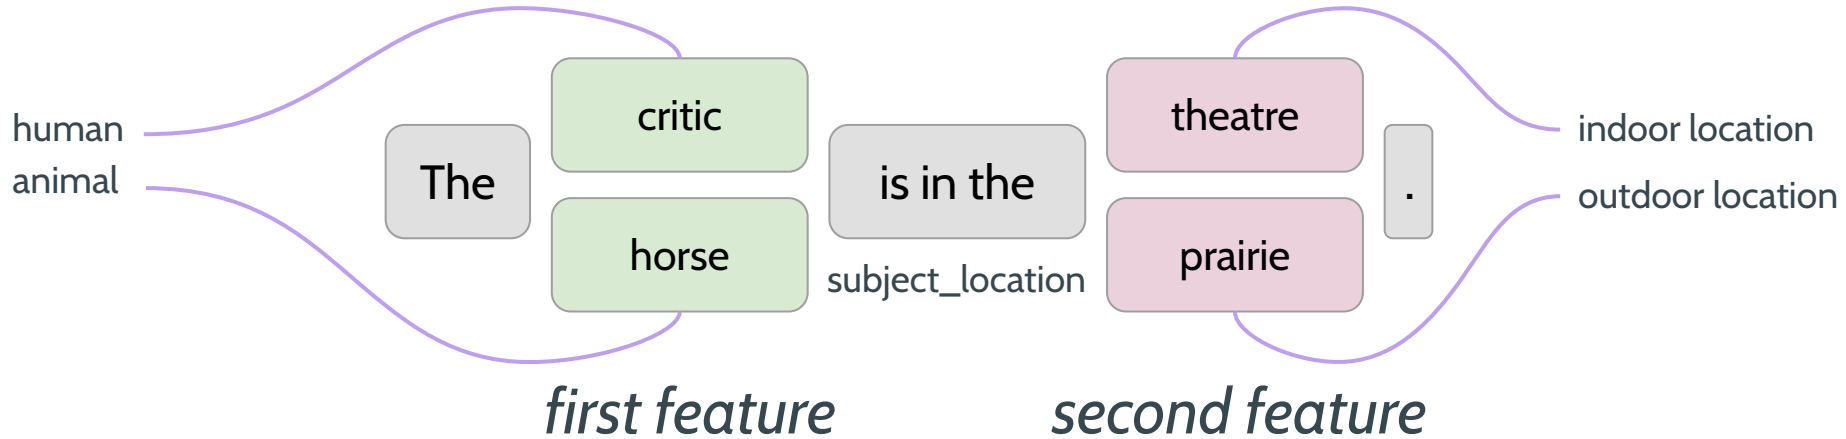 human
animal
The
critic
horse
is in the
subject_location
theatre
prairie
.
indoor location
outdoor location
first feature
second feature